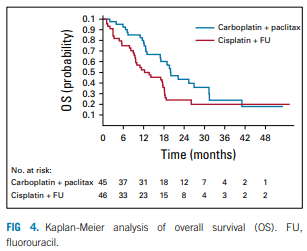 OS (probability)
0.1
0.9
0.8
0.7
0.6
0.5
0.4
0.3
0.2
0.1
Carboplatin + paclitax
Cisplatin + FU
0 6 12 18 24 30 36 42 48 54
Time (months)
No. at risk:
Carboplatin + paclitax 45 37 31 18 12 7 4 2 1
Cisplatin + FU 46 33 23 15 8 4 3 2 2
FIG 4. Kaplan-Meier analysis of overall survival (OS). FU,
fluorouracil.